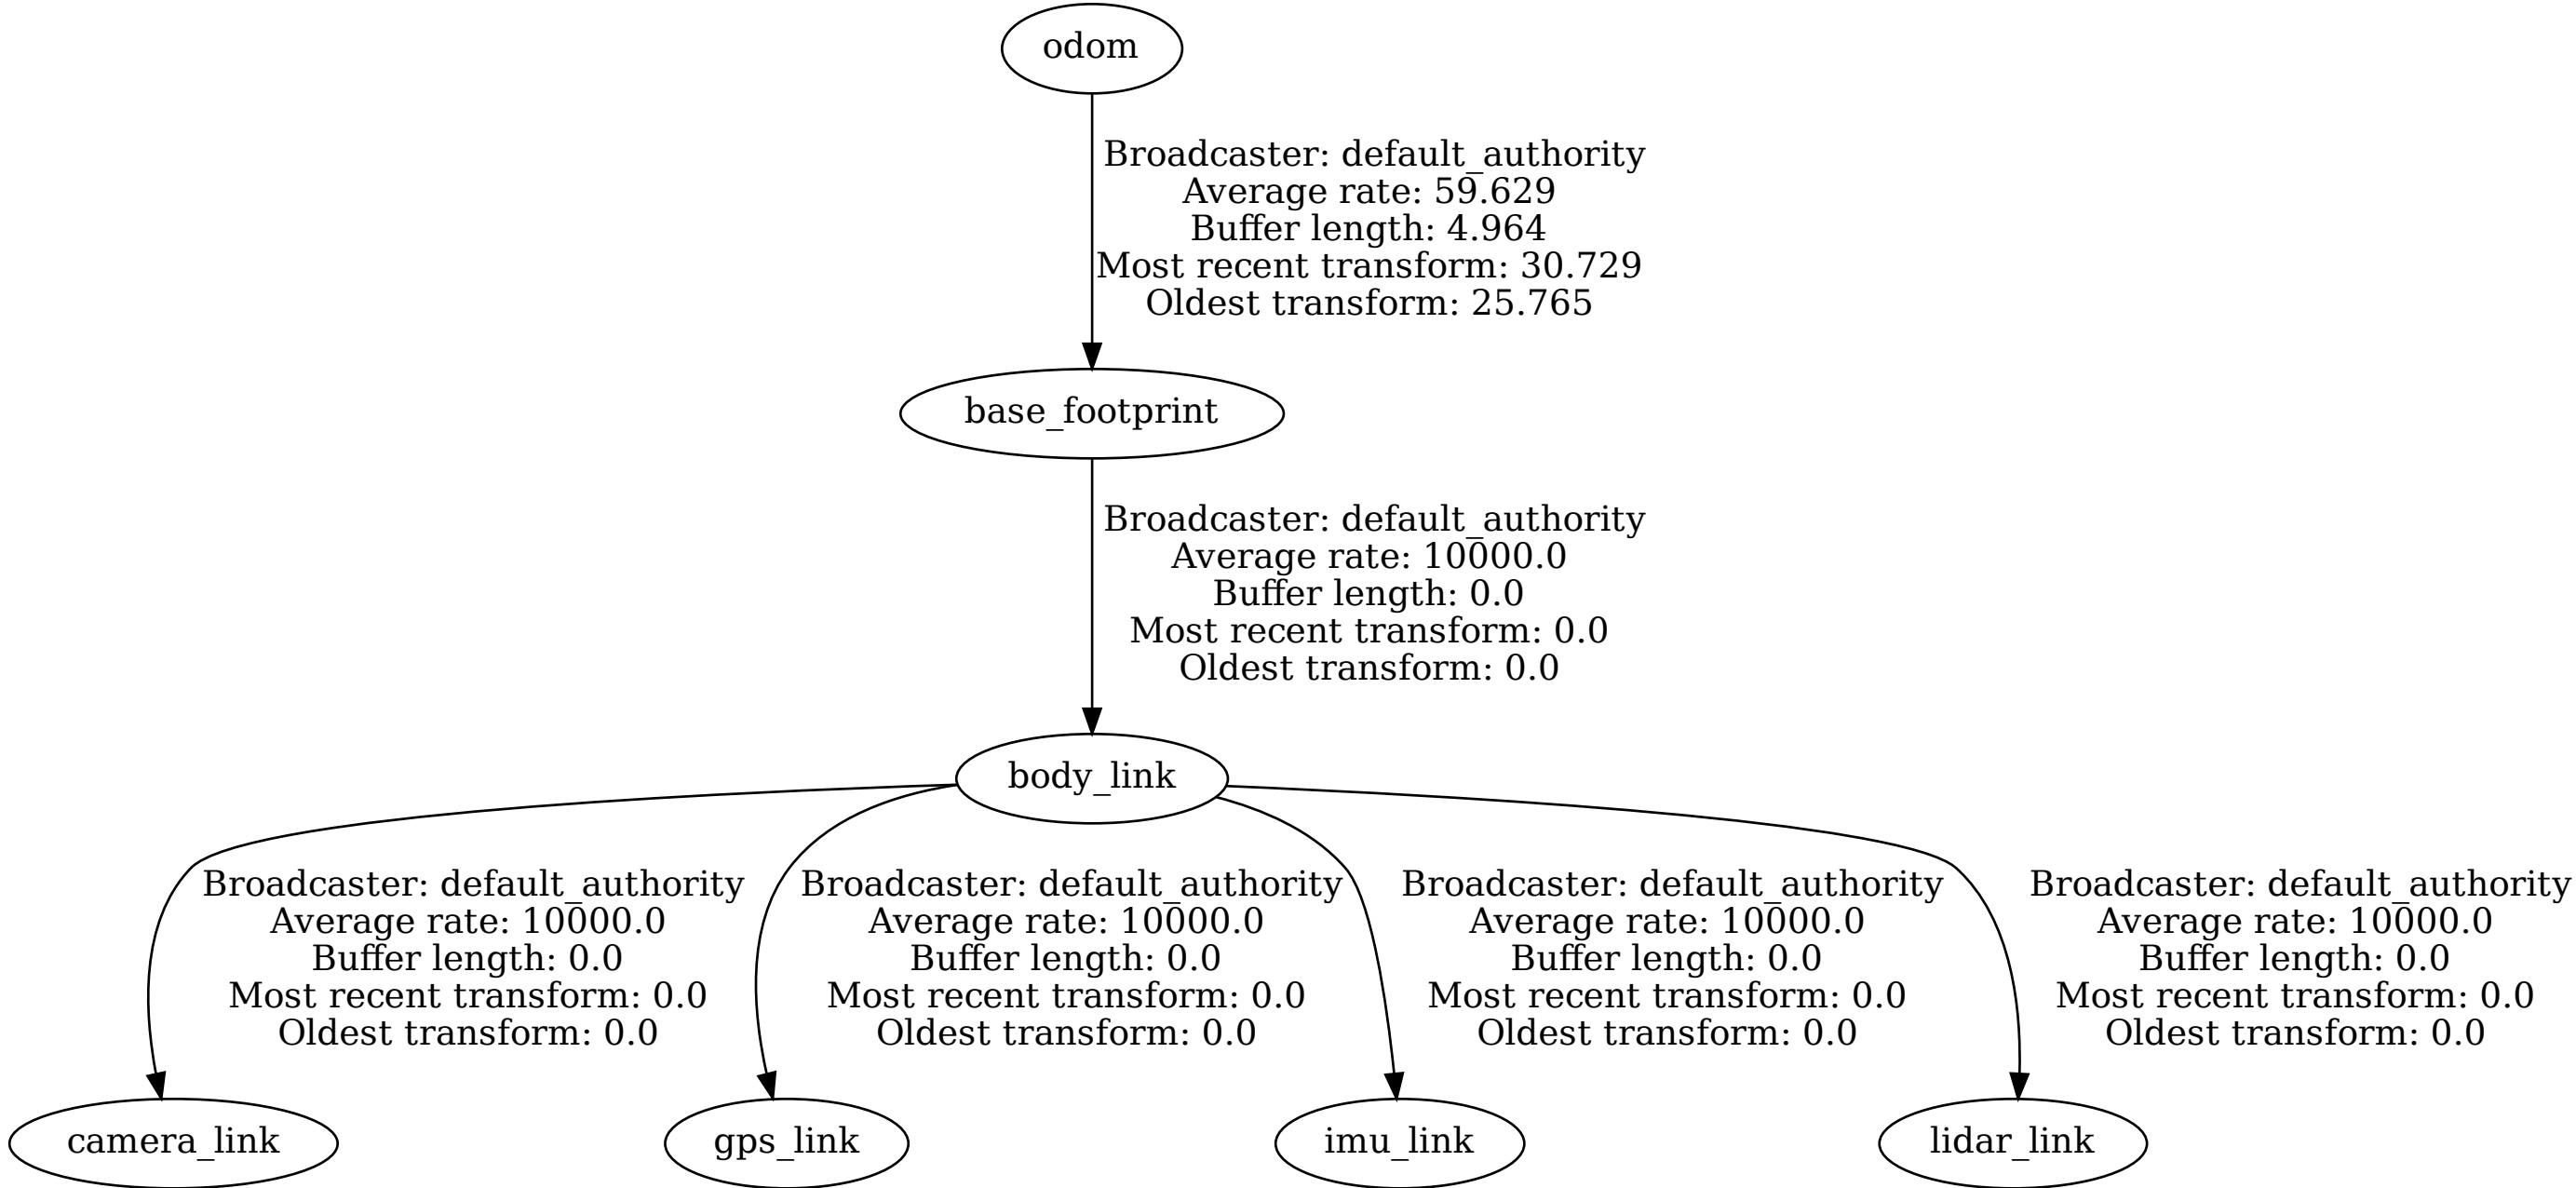 odom
Broadcaster: default_authority
Average rate: 59.629
Buffer length: 4.964
Most recent transform: 30.729
Oldest transform: 25.765
base_footprint
Broadcaster: default_authority
Average rate: 10000.0
Buffer length: 0.0
Most recent transform: 0.0
Oldest transform: 0.0
body_link
Broadcaster: default_authority
Average rate: 10000.0
Buffer length: 0.0
Most recent transform: 0.0
Oldest transform: 0.0
Broadcaster: default_authority
Average rate: 10000.0
Buffer length: 0.0
Most recent transform: 0.0
Oldest transform: 0.0
Broadcaster: default_authority
Average rate: 10000.0
Buffer length: 0.0
Most recent transform: 0.0
Oldest transform: 0.0
Broadcaster: default_authority
Average rate: 10000.0
Buffer length: 0.0
Most recent transform: 0.0
Oldest transform: 0.0
camera_link
gps_link
imu_link
lidar_link